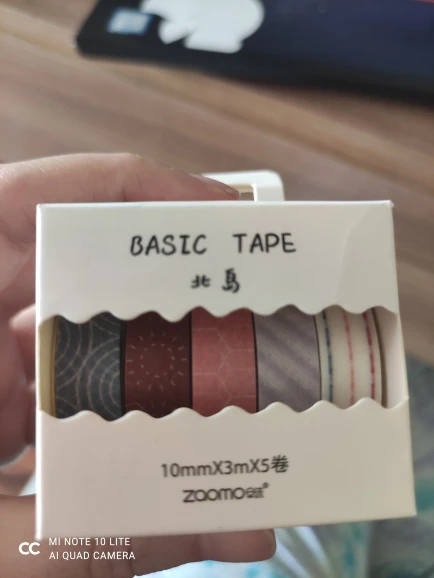 BASIC TAPE
北島
10mmX3mX5卷
zaomo
MI NOTE 10 LITE
AI QUAD CAMERA